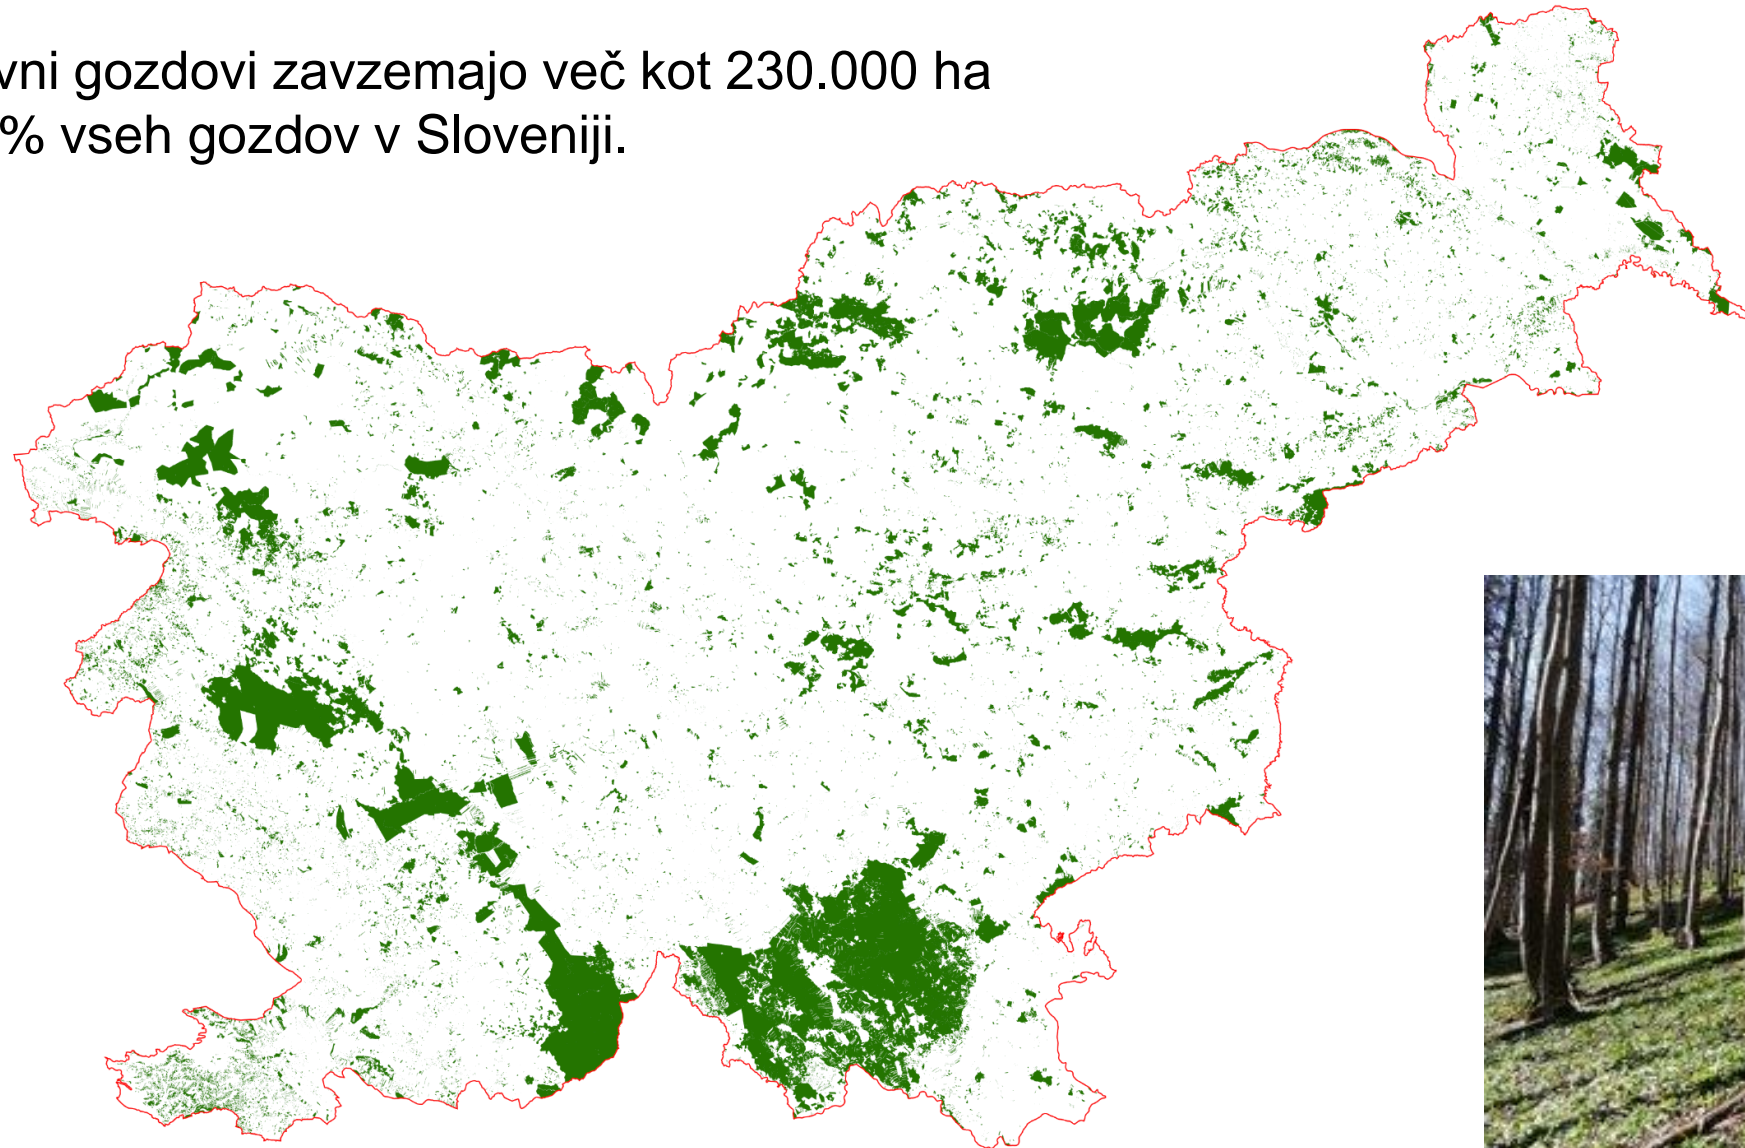 vni gozdovi zavzemajo več kot 230.000 ha
% vseh gozdov v Sloveniji.